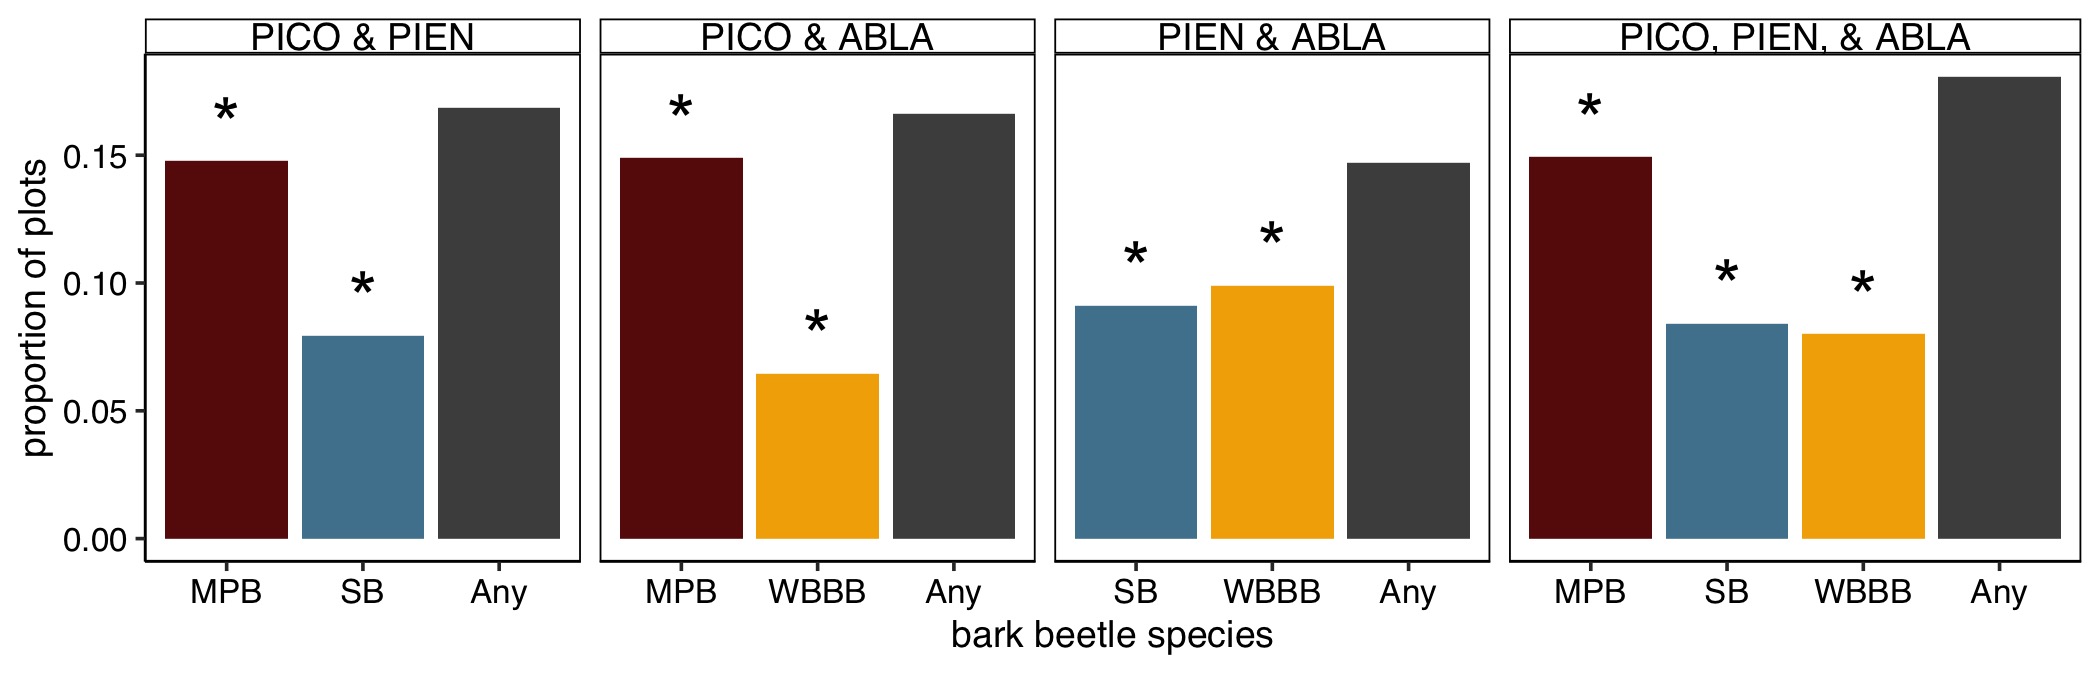 PICO & PIEN
PICO & ABLA
PIEN & ABLA
PICO, PIEN, & ABLA
proportion of plots
0.15
0.10
0.05
0.00
*
*
*
*
*
*
*
*
*
MPB SB Any
MPB WBBB Any
SB WBBB Any
MPB SB WBBB Any
bark beetle species